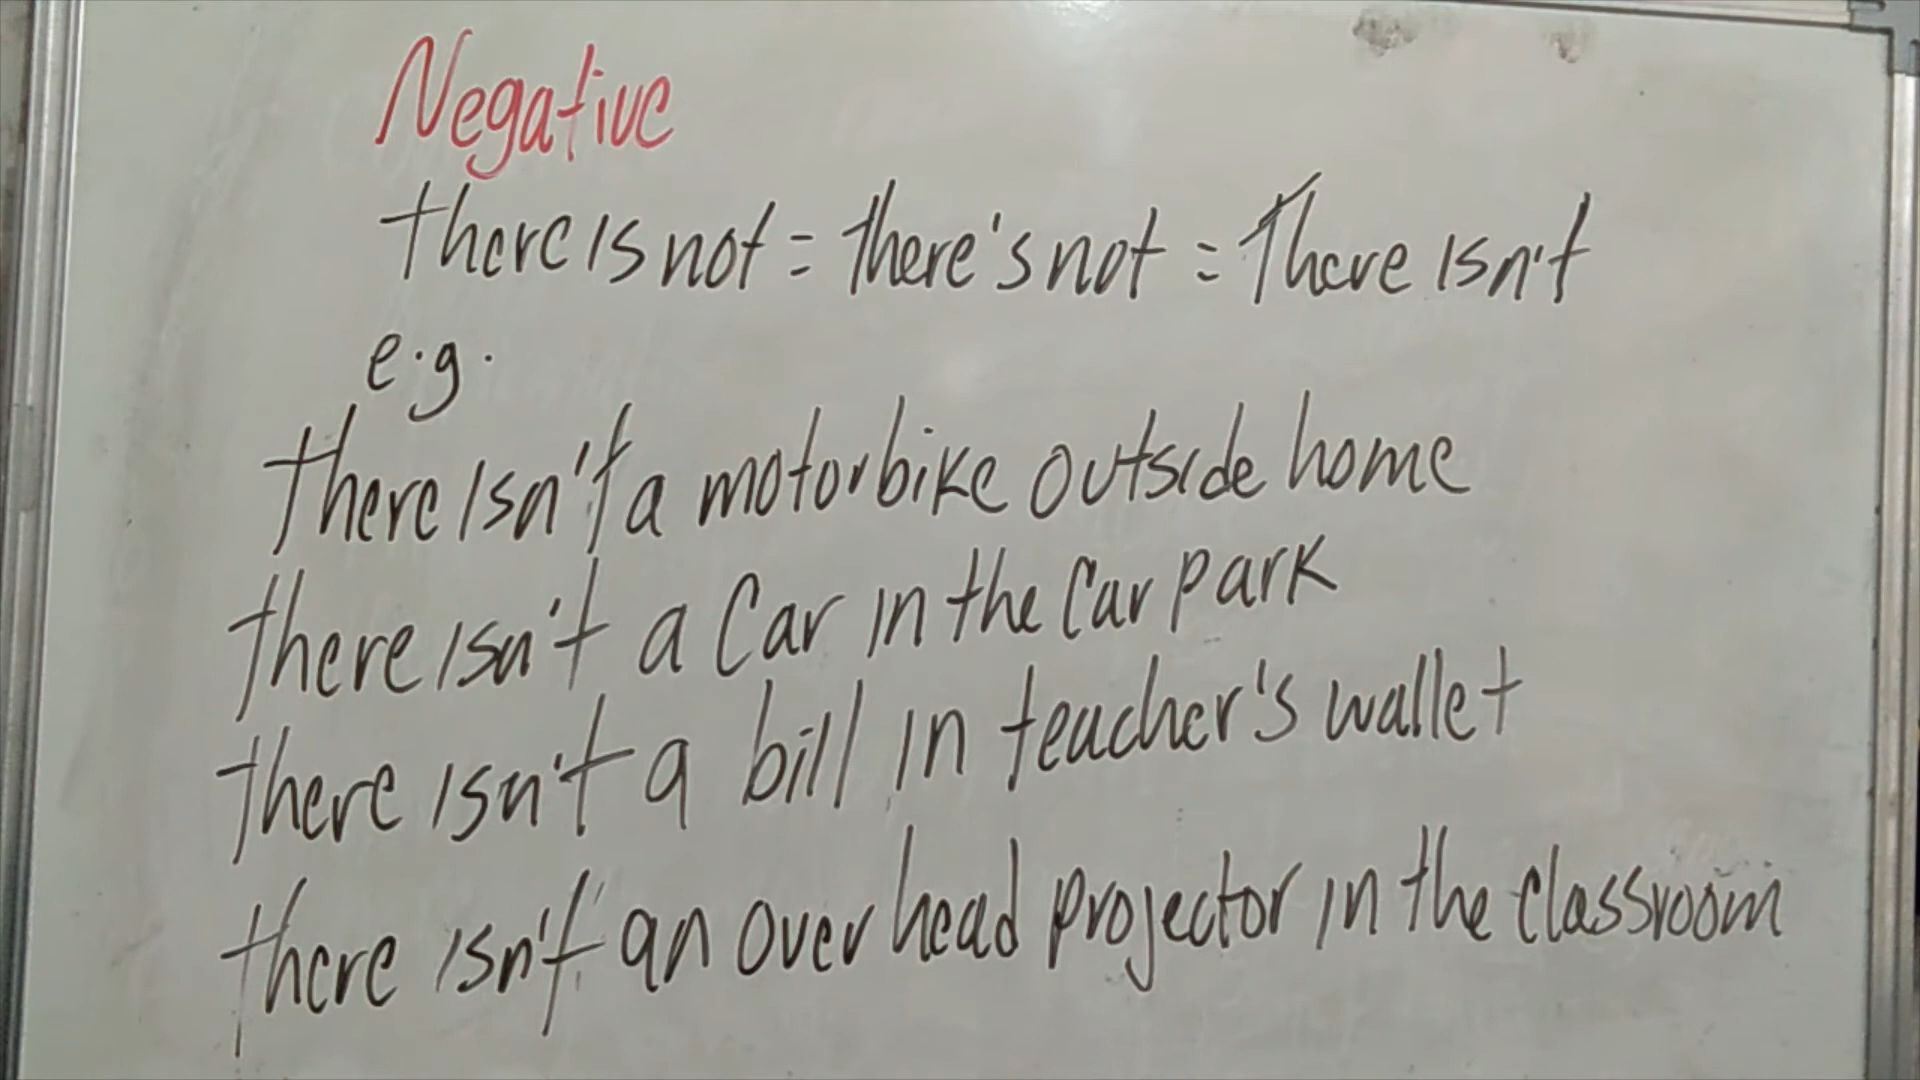 Negative
there is not = there's not = There isn't
e.g.
there isn't a motorbike outside home
there isn't a Car in the Car park
there isn't a bill in teacher's wallet
there isn't an over head projector in the classroom